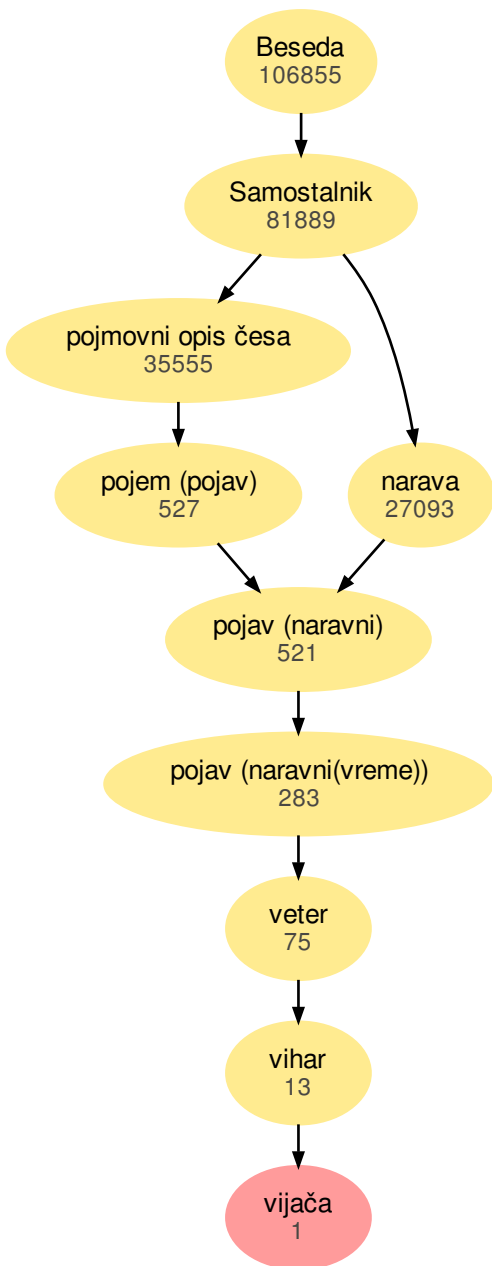 Beseda
106855
Samostalnik
81889
pojmovni opis česa
35555
pojem (pojav)
527
narava
27093
pojav (naravni)
521
pojav (naravni(vreme))
283
veter
75
vihar
13
vijača
1